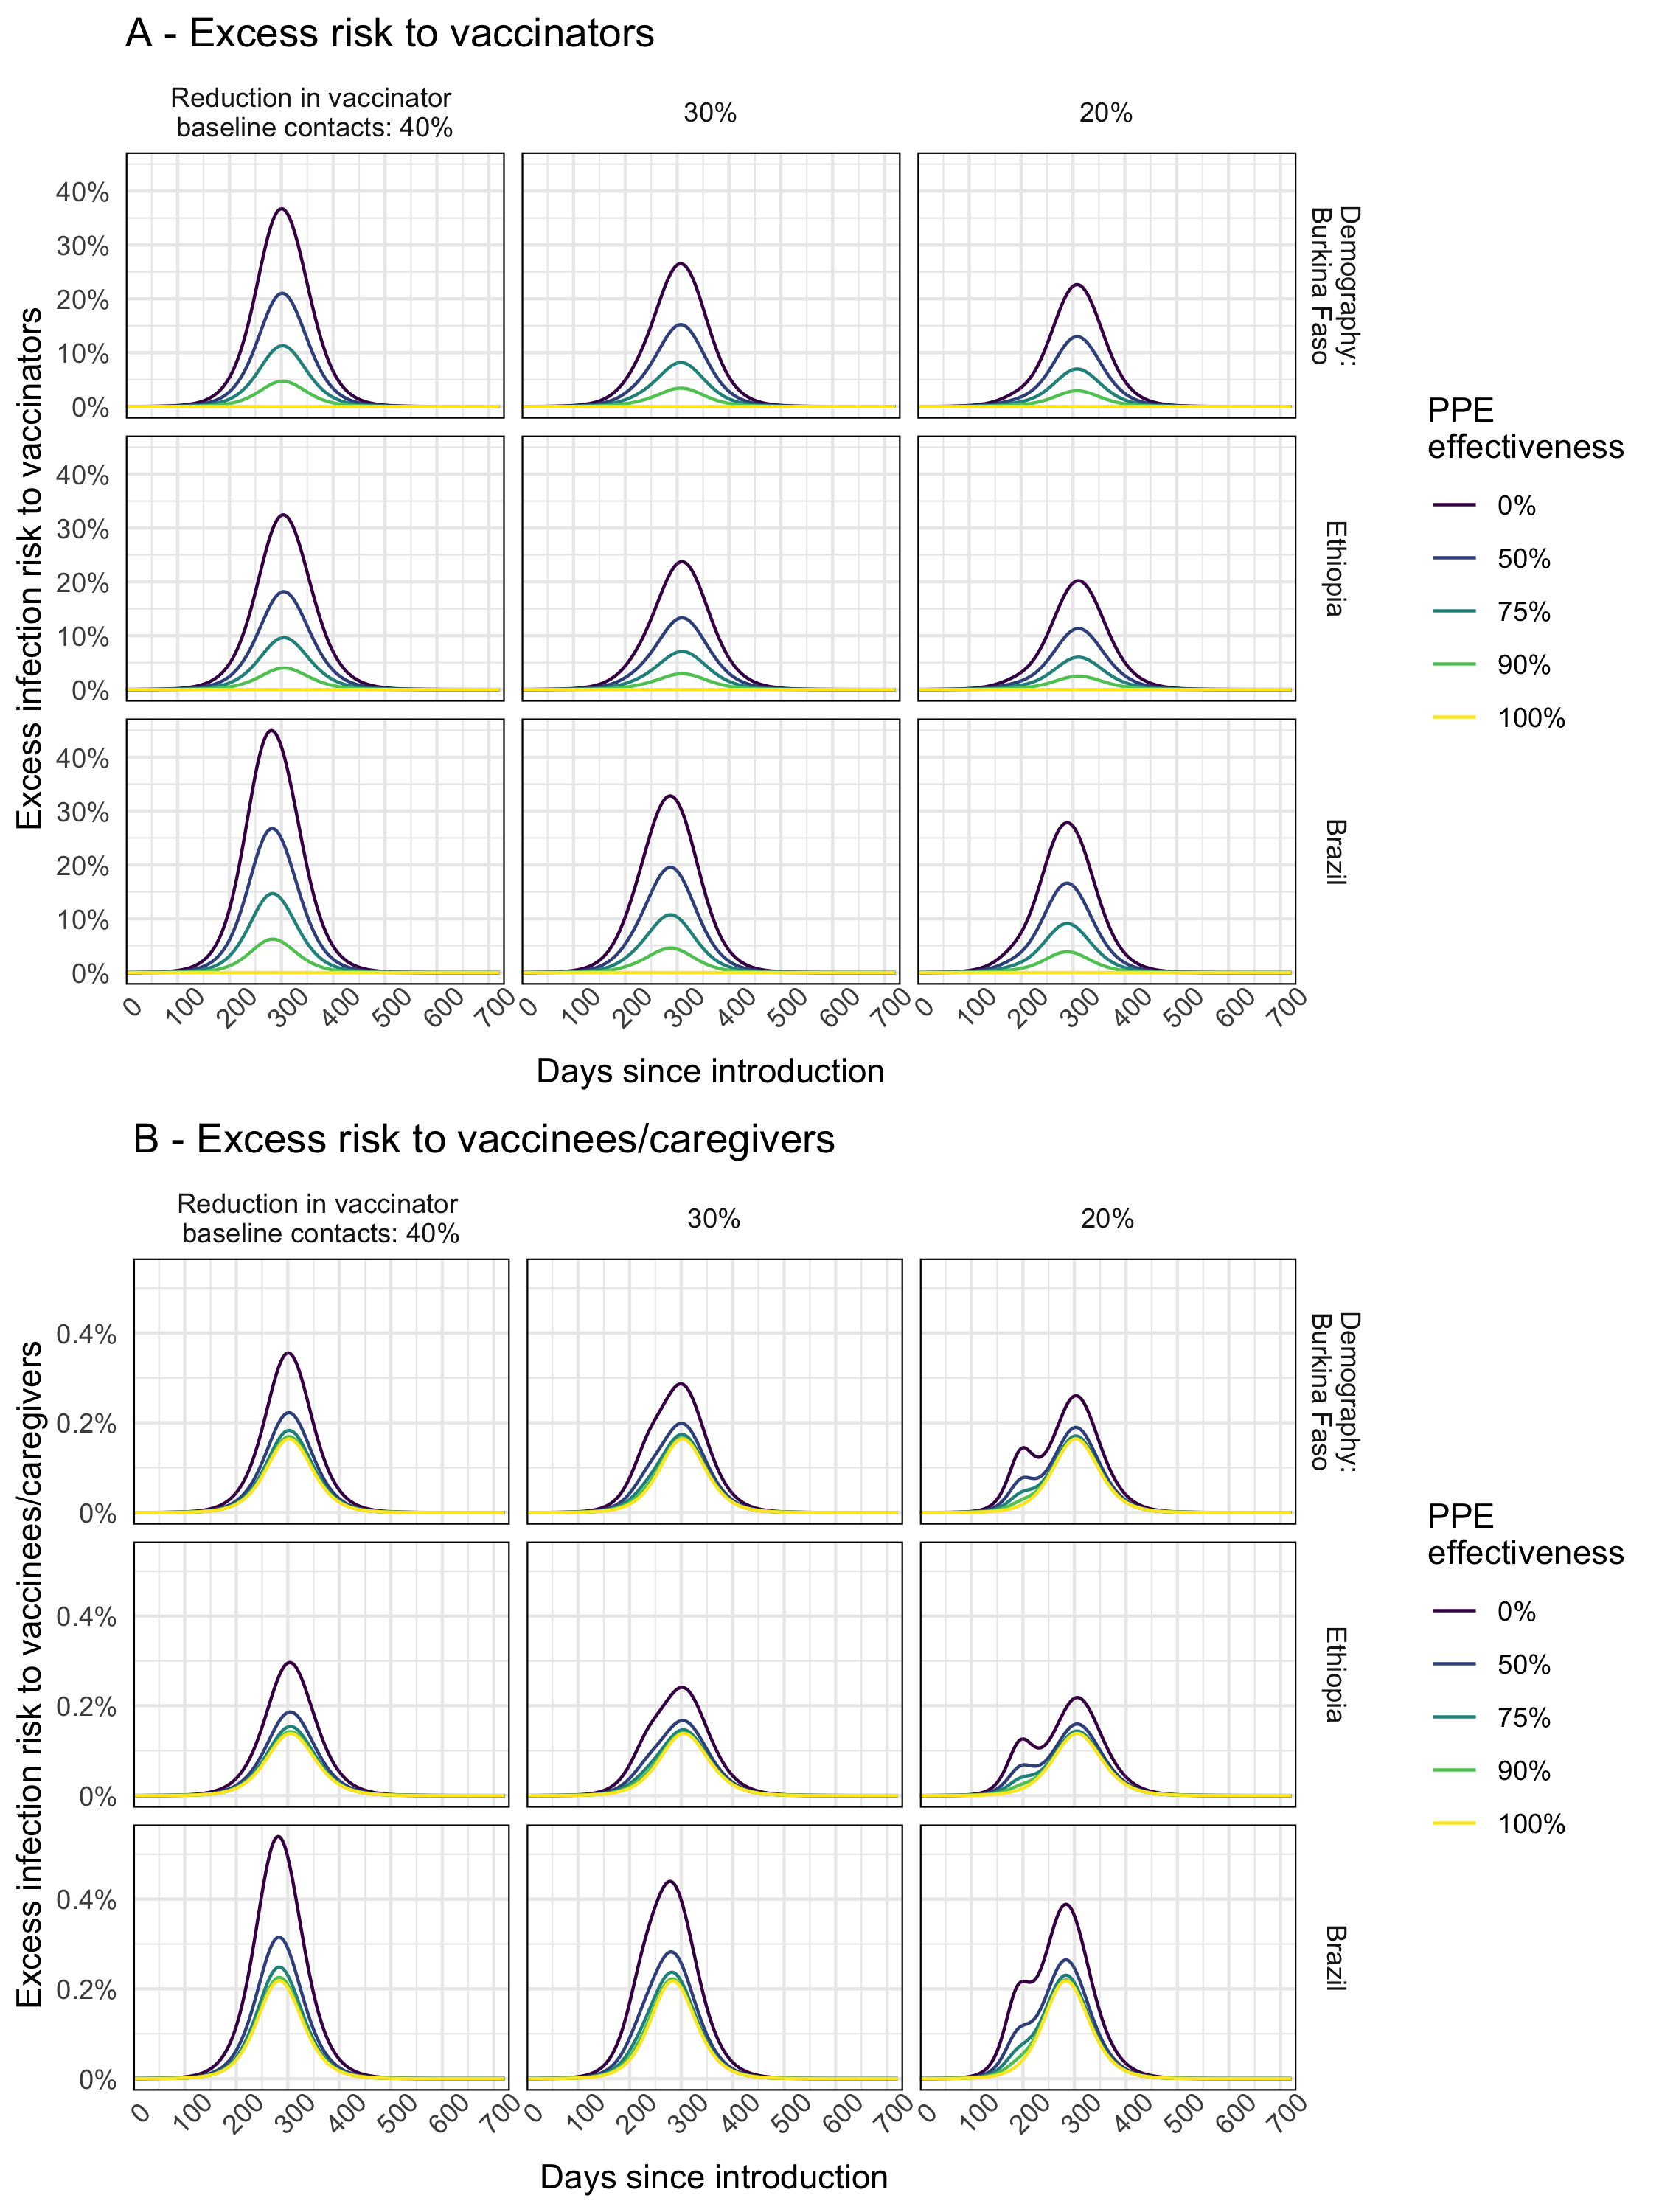 A - Excess risk to vaccinators
Reduction in vaccinator
baseline contacts: 40%
30%
20%
Excess infection risk to vaccinators
40%
30%
20%
10%
0%
Demography:
Burkina Faso
40%
30%
20%
10%
0%
Ethiopia
40%
30%
20%
10%
0%
Brazil
0 100 200 300 400 500 600 700
0 100 200 300 400 500 600 700
0 100 200 300 400 500 600 700
Days since introduction
PPE
effectiveness
0%
50%
75%
90%
100%
B - Excess risk to vaccinees/caregivers
Reduction in vaccinator
baseline contacts: 40%
30%
20%
Excess infection risk to vaccinees/caregivers
0.4%
0.2%
0%
Demography:
Burkina Faso
0.4%
0.2%
0%
Ethiopia
0.4%
0.2%
0%
Brazil
0 100 200 300 400 500 600 700
0 100 200 300 400 500 600 700
0 100 200 300 400 500 600 700
Days since introduction
PPE
effectiveness
0%
50%
75%
90%
100%